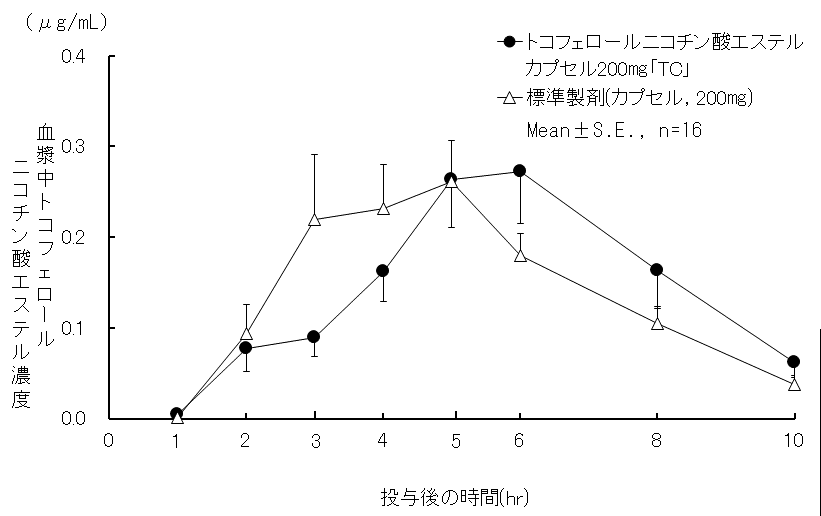 (μg/mL)
0.4
0.3
0.2
0.1
0.0
血漿中トコフェロール
ニコチン酸エステル濃度
トコフェロールニコチン酸エステル
カプセル200mg「TC」
標準製剤(カプセル, 200mg)
Mean±S.E., n=16
0 1 2 3 4 5 6 8 10
投与後の時間(hr)